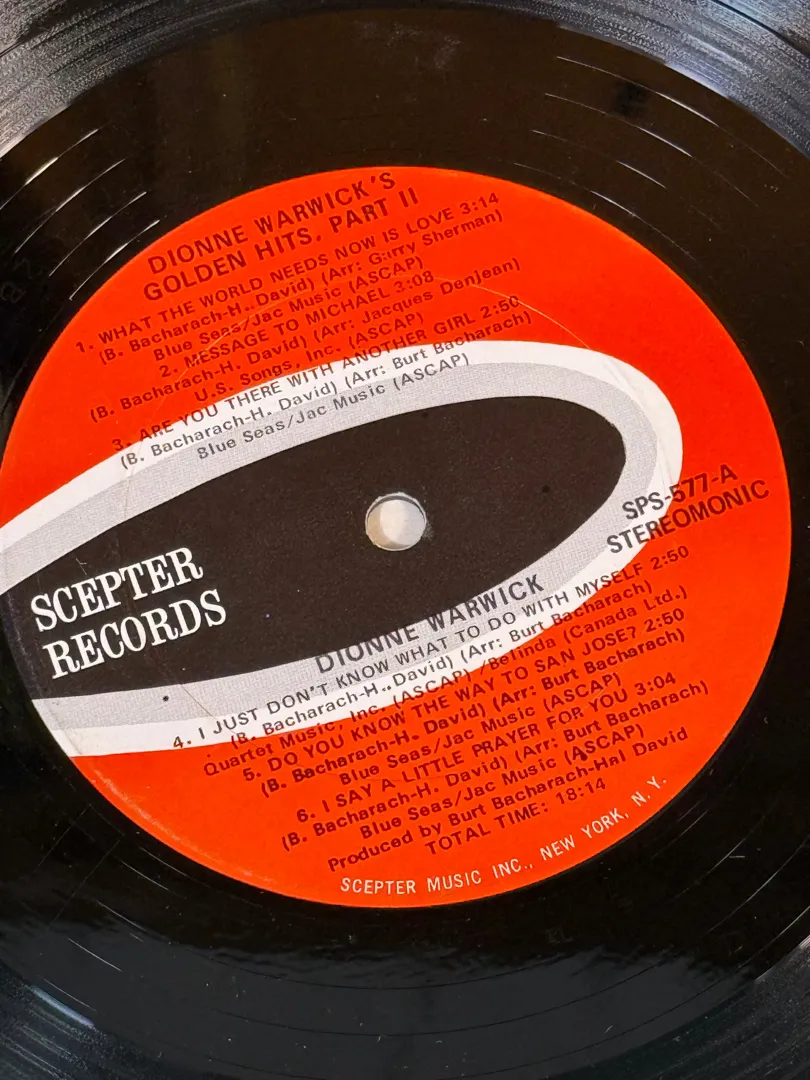 DIONNE WARWICK'S
GOLDEN HITS, PART II
1. WHAT THE WORLD NEEDS NOW IS LOVE 3:14
(B. Bacharach-H. David) (Arr: Garry Sherman)
Blue Seas/Jac Music (ASCAP)
2. MESSAGE TO MICHAEL 3:08
(B. Bacharach-H. David) (Arr: Jacques Denjean)
U.S. Songs, Inc. (ASCAP)
3. ARE YOU THERE WITH ANOTHER GIRL 2:50
(B. Bacharach-H. David) (Arr: Burt Bacharach)
Blue Seas/Jac Music (ASCAP)
SPS-577-A
STEREOMONIC
SCEPTER
RECORDS
DIONNE WARWICK
4. I JUST DON'T KNOW WHAT TO DO WITH MYSELF 2:50
(B. Bacharach-H. David) (Arr: Burt Bacharach)
Quartet Music, Inc. (ASCAP) /Belinda (Canada Ltd.)
5. DO YOU KNOW THE WAY TO SAN JOSE? 2:50
(B. Bacharach-H. David) (Arr: Burt Bacharach)
Blue Seas/Jac Music (ASCAP)
6. I SAY A LITTLE PRAYER FOR YOU 3:04
(B. Bacharach-H. David) (Arr: Burt Bacharach)
Blue Seas/Jac Music (ASCAP)
Produced by Burt Bacharach-Hal David
TOTAL TIME: 18:14
SCEPTER MUSIC INC., NEW YORK, N.Y.